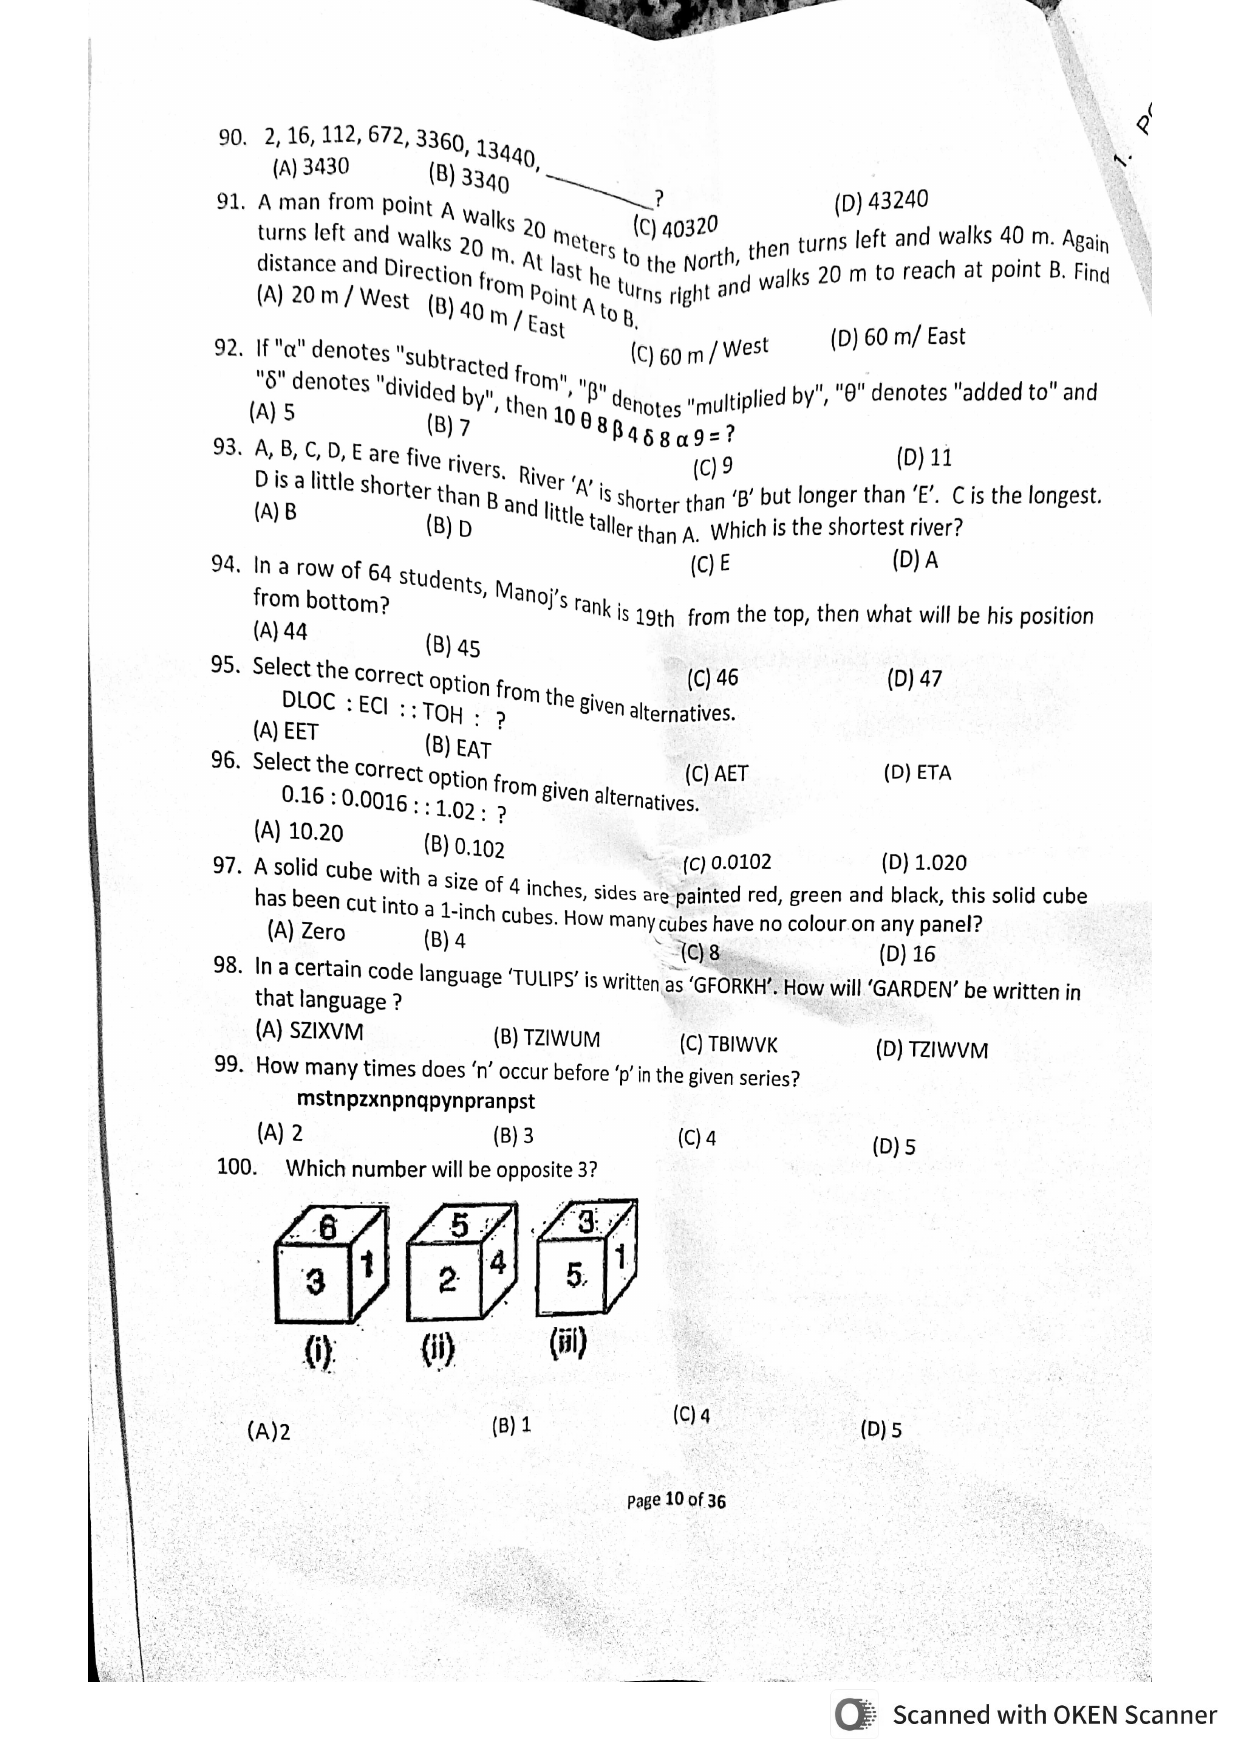 90. 2, 16, 112, 672, 3360, 13440, ________?
(A) 3430 (B) 3340 (C) 40320 (D) 43240
91. A man from point A walks 20 meters to the North, then turns left and walks 40 m. Again
turns left and walks 20 m. At last he turns right and walks 20 m to reach at point B. Find
distance and Direction from Point A to B.
(A) 20 m / West (B) 40 m / East (C) 60 m / West (D) 60 m/ East
92. If "α" denotes "subtracted from", "β" denotes "multiplied by", "θ" denotes "added to" and
"δ" denotes "divided by", then 10 θ 8 β 4 δ 8 α 9 = ?
(A) 5 (B) 7 (C) 9 (D) 11
93. A, B, C, D, E are five rivers. River 'A' is shorter than 'B' but longer than 'E'. C is the longest.
D is a little shorter than B and little taller than A. Which is the shortest river?
(A) B (B) D (C) E (D) A
94. In a row of 64 students, Manoj's rank is 19th from the top, then what will be his position
from bottom?
(A) 44 (B) 45 (C) 46 (D) 47
95. Select the correct option from the given alternatives.
DLOC : ECI : : TOH : ?
(A) EET (B) EAT (C) AET (D) ETA
96. Select the correct option from given alternatives.
0.16 : 0.0016 : : 1.02 : ?
(A) 10.20 (B) 0.102 (C) 0.0102 (D) 1.020
97. A solid cube with a size of 4 inches, sides are painted red, green and black, this solid cube
has been cut into a 1-inch cubes. How many cubes have no colour on any panel?
(A) Zero (B) 4 (C) 8 (D) 16
98. In a certain code language 'TULIPS' is written as 'GFORKH'. How will 'GARDEN' be written in
that language ?
(A) SZIXVM (B) TZIWUM (C) TBIWVK (D) TZIWVM
99. How many times does 'n' occur before 'p' in the given series?
mstnpzxnpnqpynpranpst
(A) 2 (B) 3 (C) 4 (D) 5
100. Which number will be opposite 3?
6 5 3
3 1 2 4 5 1
(i) (ii) (iii)
(A)2 (B) 1 (C) 4 (D) 5
Page 10 of 36
1.
Scanned with OKEN Scanner